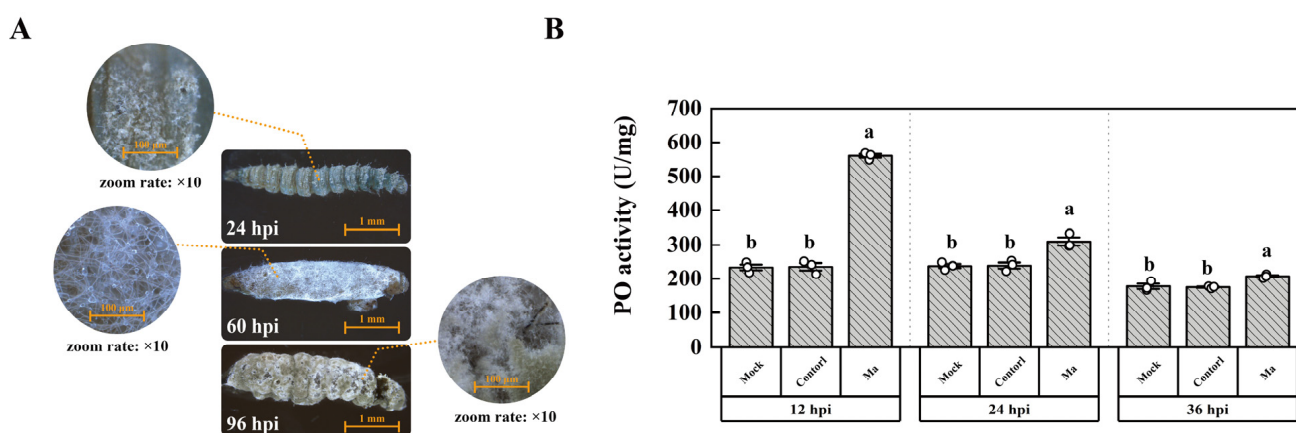 A
100 μm
zoom rate: ×10
24 hpi
1 mm
100 μm
zoom rate: ×10
60 hpi
1 mm
96 hpi
1 mm
100 μm
zoom rate: ×10
B
PO activity (U/mg)
700
600
500
400
300
200
100
0
b b a
b b a
b b a
Mock Contorl Ma Mock Contorl Ma Mock Contorl Ma
12 hpi 24 hpi 36 hpi